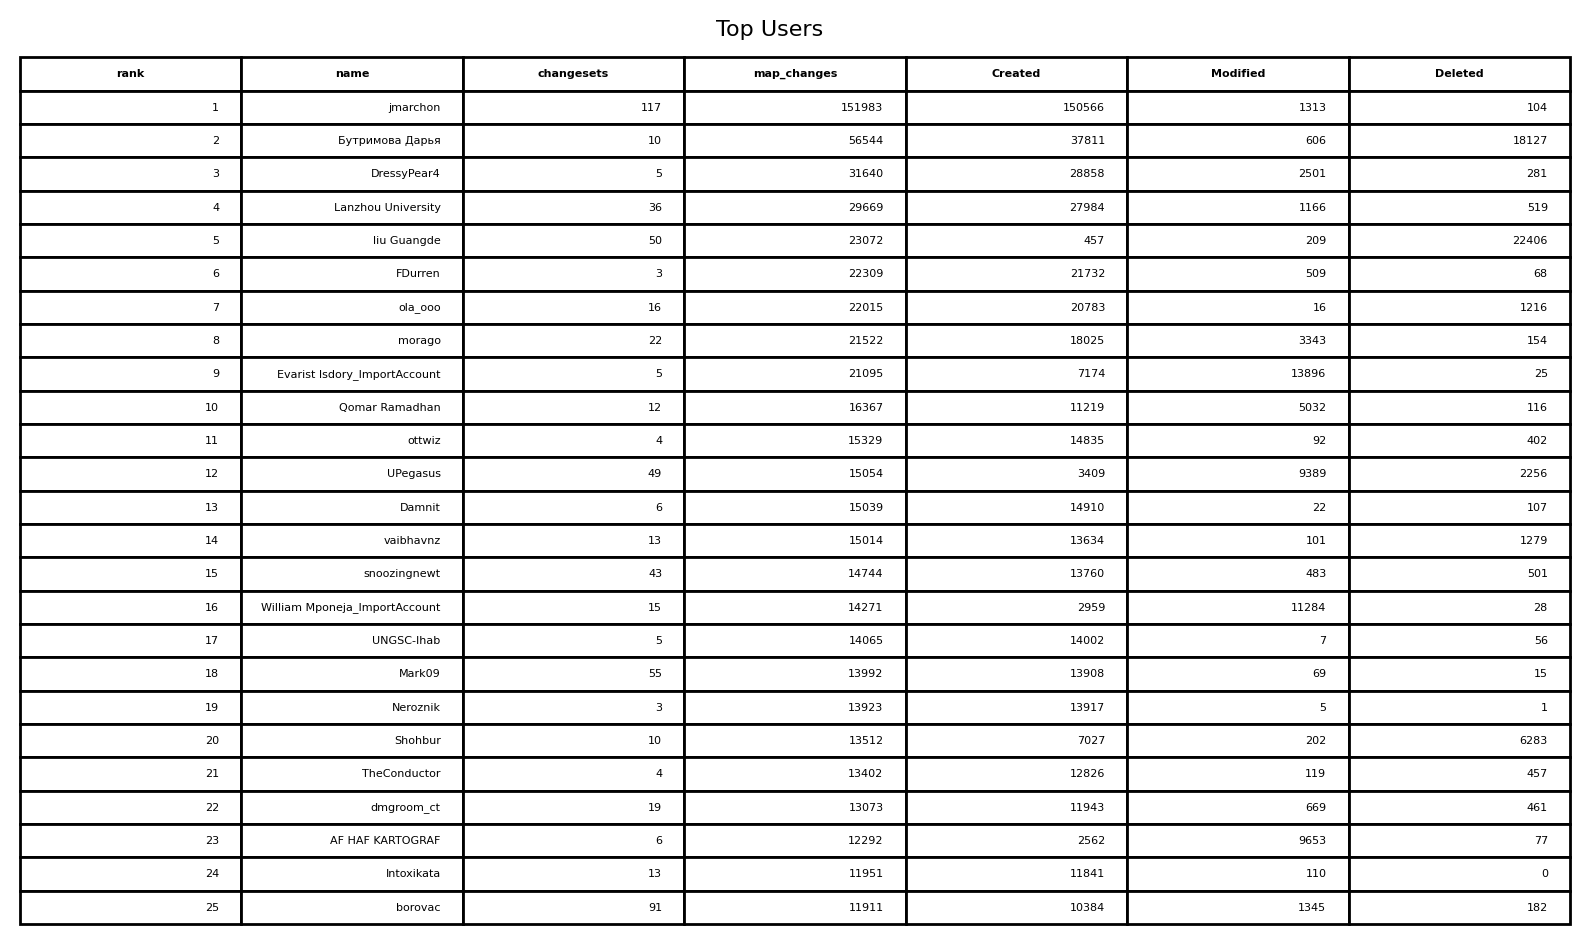 Top Users
rank name changesets map_changes Created Modified Deleted
1 jmarchon 117 151983 150566 1313 104
2 Бутримова Дарья 10 56544 37811 606 18127
3 DressyPear4 5 31640 28858 2501 281
4 Lanzhou University 36 29669 27984 1166 519
5 liu Guangde 50 23072 457 209 22406
6 FDurren 3 22309 21732 509 68
7 ola_ooo 16 22015 20783 16 1216
8 morago 22 21522 18025 3343 154
9 Evarist Isdory_ImportAccount 5 21095 7174 13896 25
10 Qomar Ramadhan 12 16367 11219 5032 116
11 ottwiz 4 15329 14835 92 402
12 UPegasus 49 15054 3409 9389 2256
13 Damnit 6 15039 14910 22 107
14 vaibhavnz 13 15014 13634 101 1279
15 snoozingnewt 43 14744 13760 483 501
16 William Mponeja_ImportAccount 15 14271 2959 11284 28
17 UNGSC-Ihab 5 14065 14002 7 56
18 Mark09 55 13992 13908 69 15
19 Neroznik 3 13923 13917 5 1
20 Shohbur 10 13512 7027 202 6283
21 TheConductor 4 13402 12826 119 457
22 dmgroom_ct 19 13073 11943 669 461
23 AF HAF KARTOGRAF 6 12292 2562 9653 77
24 Intoxikata 13 11951 11841 110 0
25 borovac 91 11911 10384 1345 182